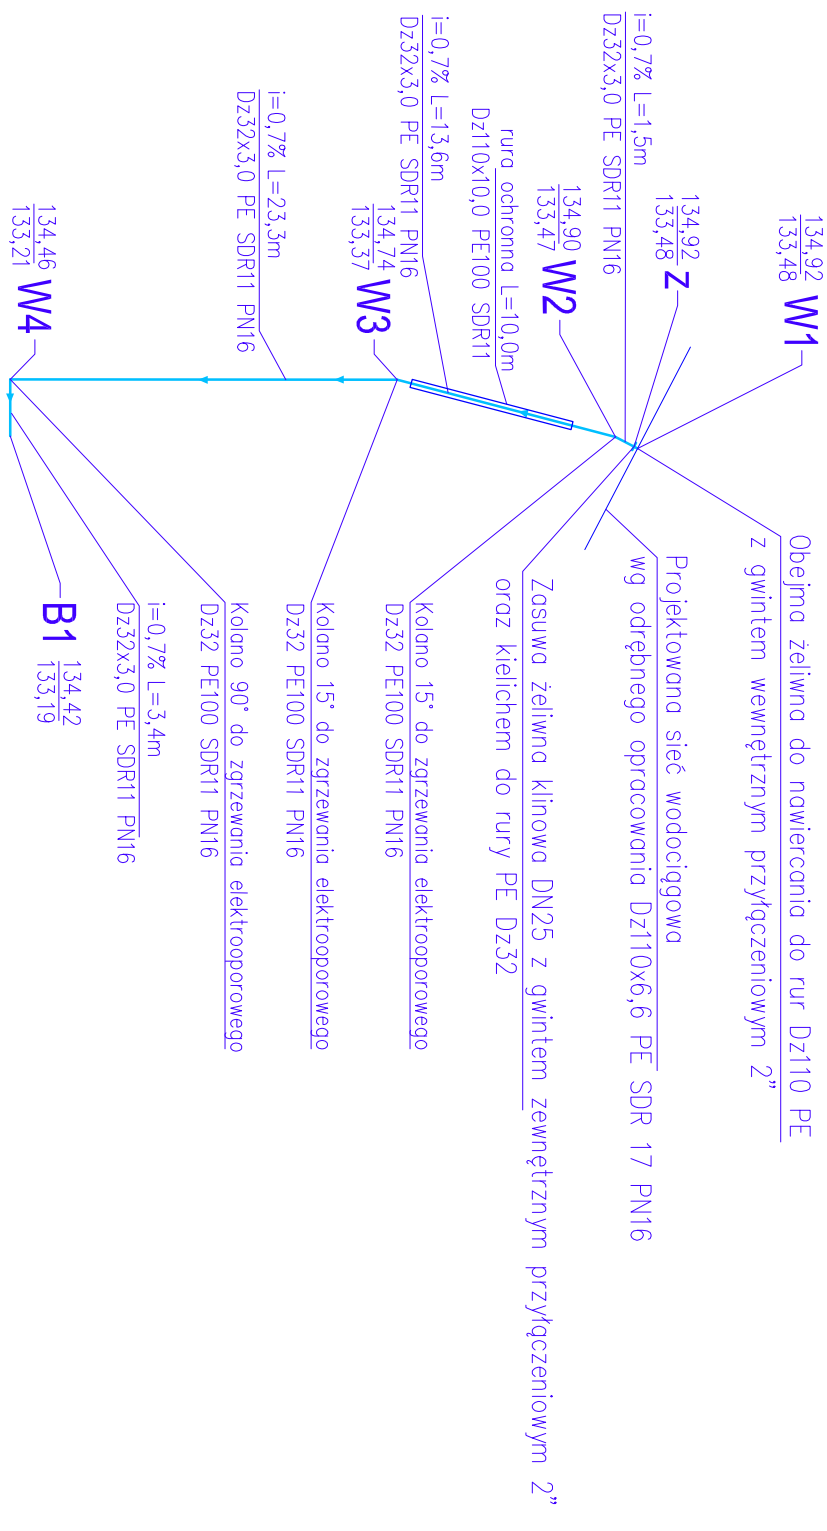 134,92
133,48
W1
134,92
133,48
Z
i=0,7% L=1,5m
Dz32x3,0 PE SDR11 PN16
134,90
133,47
W2
rura ochronna L=10,0m
Dz110x10,0 PE100 SDR11
i=0,7% L=13,6m
Dz32x3,0 PE SDR11 PN16
134,74
133,37
W3
i=0,7% L=23,3m
Dz32x3,0 PE SDR11 PN16
134,46
133,21
W4
Obejma żeliwna do nawiercania do rur Dz110 PE
z gwintem wewnętrznym przyłączeniowym 2”
Projektowana sieć wodociągowa
wg odrębnego opracowania Dz110x6,6 PE SDR 17 PN16
Zasuwa żeliwna klinowa DN25 z gwintem zewnętrznym przyłączeniowym 2”
oraz kielichem do rury PE Dz32
Kolano 15° do zgrzewania elektrooporowego
Dz32 PE100 SDR11 PN16
Kolano 15° do zgrzewania elektrooporowego
Dz32 PE100 SDR11 PN16
Kolano 90° do zgrzewania elektrooporowego
Dz32 PE100 SDR11 PN16
i=0,7% L=3,4m
Dz32x3,0 PE SDR11 PN16
B1
134,42
133,19